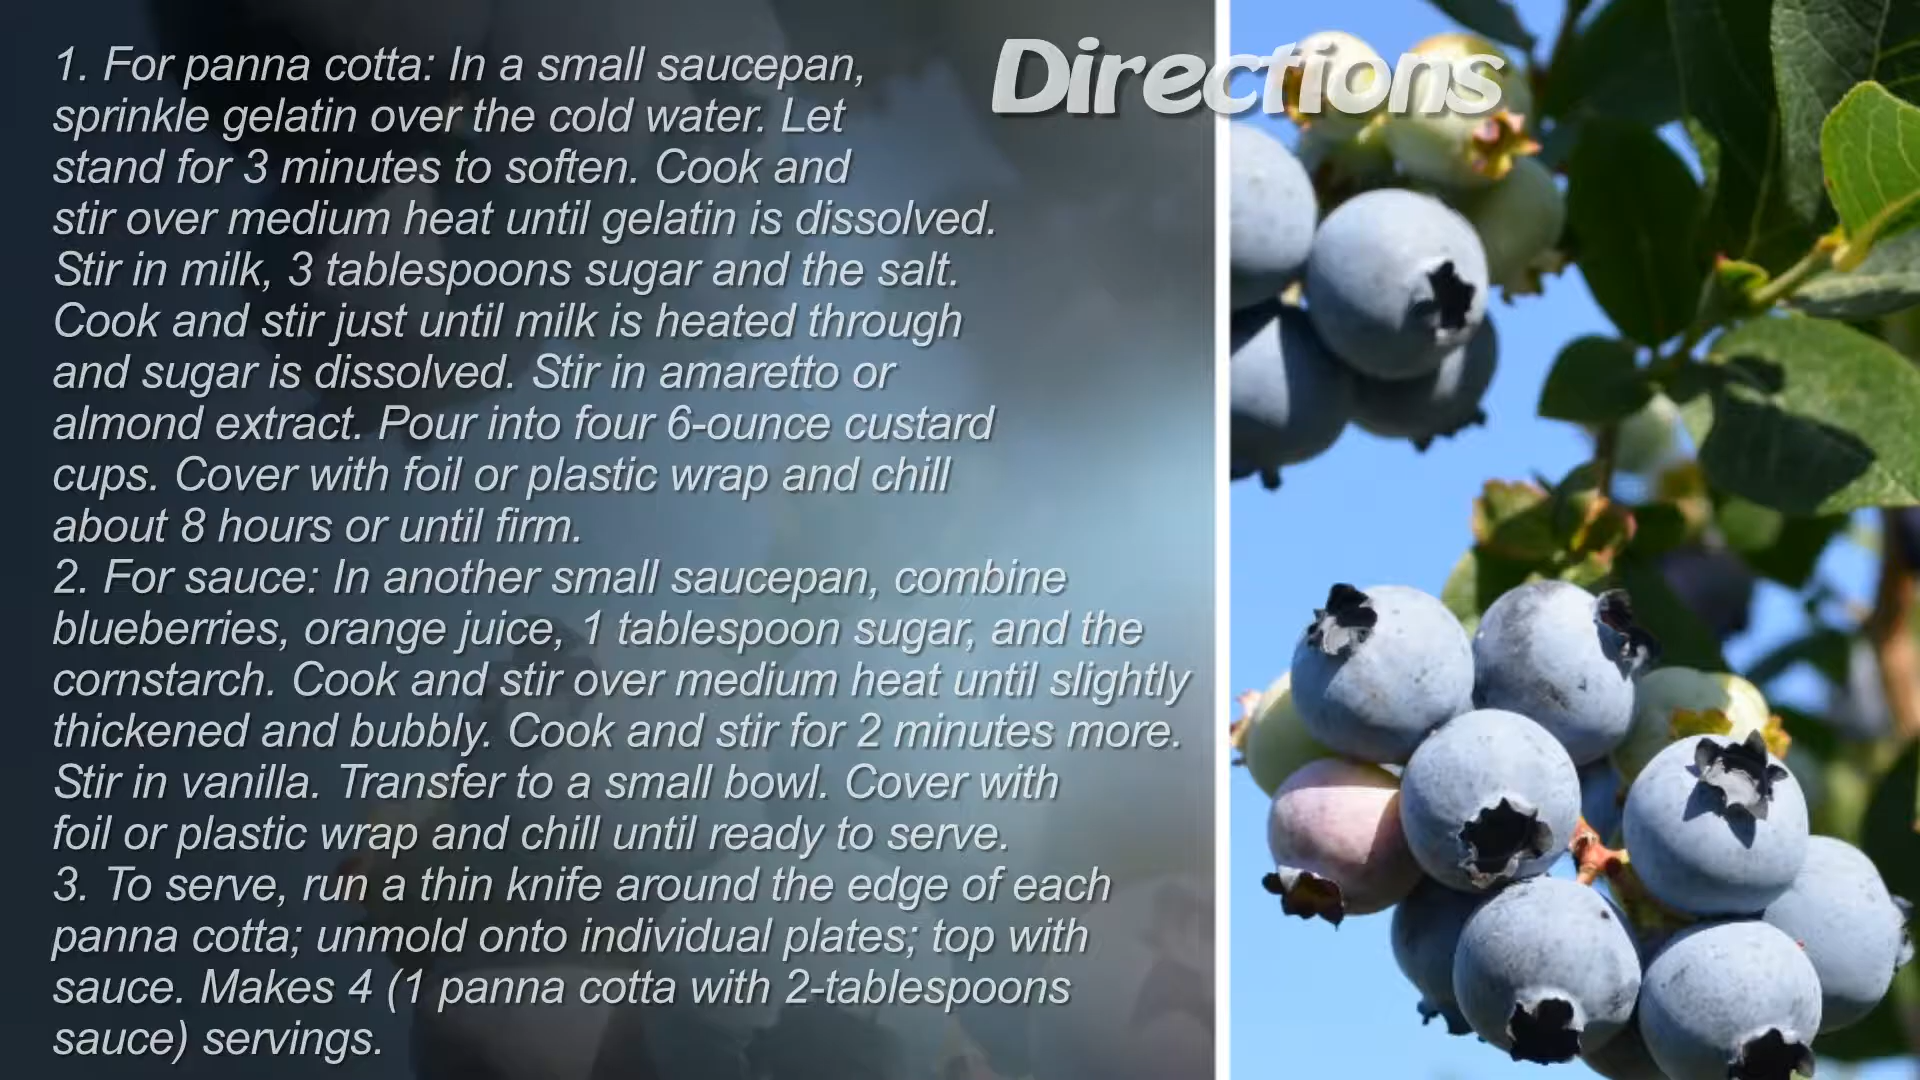 Directions
1. For panna cotta: In a small saucepan,
sprinkle gelatin over the cold water. Let
stand for 3 minutes to soften. Cook and
stir over medium heat until gelatin is dissolved.
Stir in milk, 3 tablespoons sugar and the salt.
Cook and stir just until milk is heated through
and sugar is dissolved. Stir in amaretto or
almond extract. Pour into four 6-ounce custard
cups. Cover with foil or plastic wrap and chill
about 8 hours or until firm.
2. For sauce: In another small saucepan, combine
blueberries, orange juice, 1 tablespoon sugar, and the
cornstarch. Cook and stir over medium heat until slightly
thickened and bubbly. Cook and stir for 2 minutes more.
Stir in vanilla. Transfer to a small bowl. Cover with
foil or plastic wrap and chill until ready to serve.
3. To serve, run a thin knife around the edge of each
panna cotta; unmold onto individual plates; top with
sauce. Makes 4 (1 panna cotta with 2-tablespoons
sauce) servings.